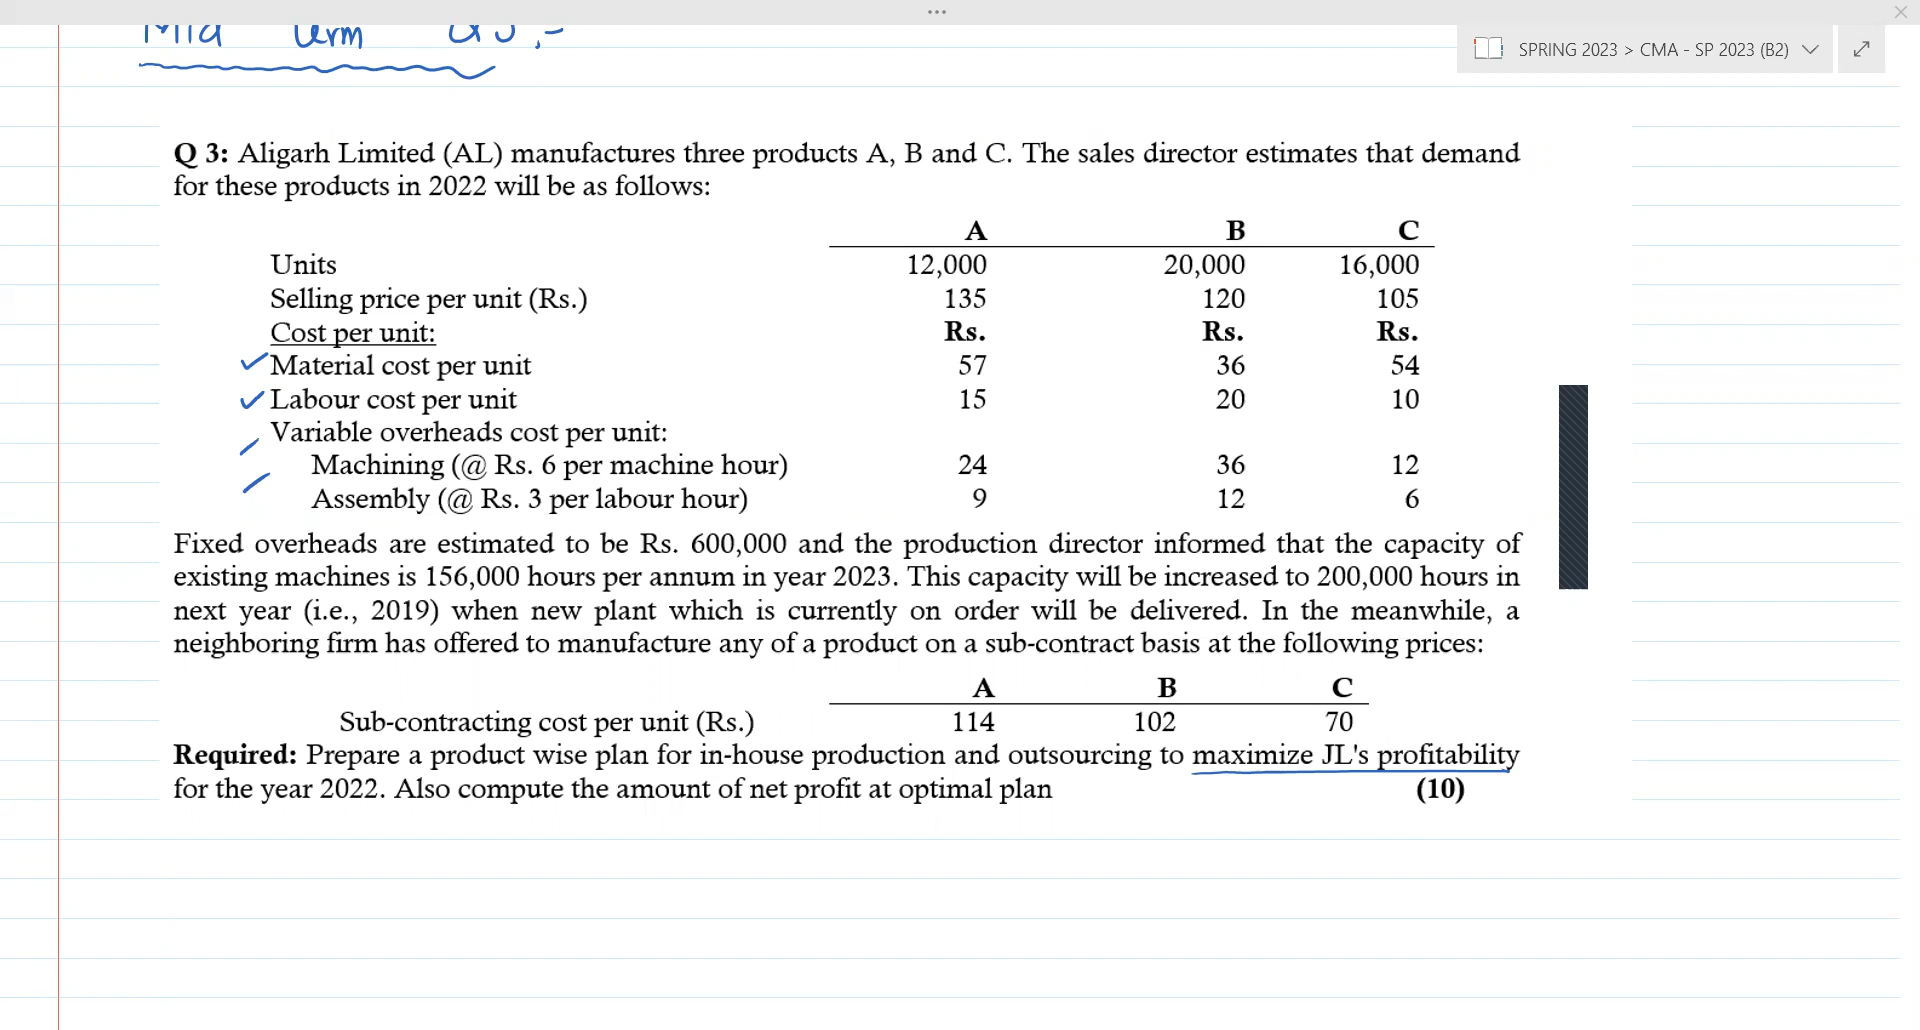 SPRING 2023 > CMA - SP 2023 (B2)
Q 3: Aligarh Limited (AL) manufactures three products A, B and C. The sales director estimates that demand
for these products in 2022 will be as follows:
A B C
Units 12,000 20,000 16,000
Selling price per unit (Rs.) 135 120 105
Cost per unit: Rs. Rs. Rs.
Material cost per unit 57 36 54
Labour cost per unit 15 20 10
Variable overheads cost per unit:
Machining (@ Rs. 6 per machine hour) 24 36 12
Assembly (@ Rs. 3 per labour hour) 9 12 6
Fixed overheads are estimated to be Rs. 600,000 and the production director informed that the capacity of
existing machines is 156,000 hours per annum in year 2023. This capacity will be increased to 200,000 hours in
next year (i.e., 2019) when new plant which is currently on order will be delivered. In the meanwhile, a
neighboring firm has offered to manufacture any of a product on a sub-contract basis at the following prices:
A B C
Sub-contracting cost per unit (Rs.) 114 102 70
Required: Prepare a product wise plan for in-house production and outsourcing to maximize JL's profitability
for the year 2022. Also compute the amount of net profit at optimal plan (10)